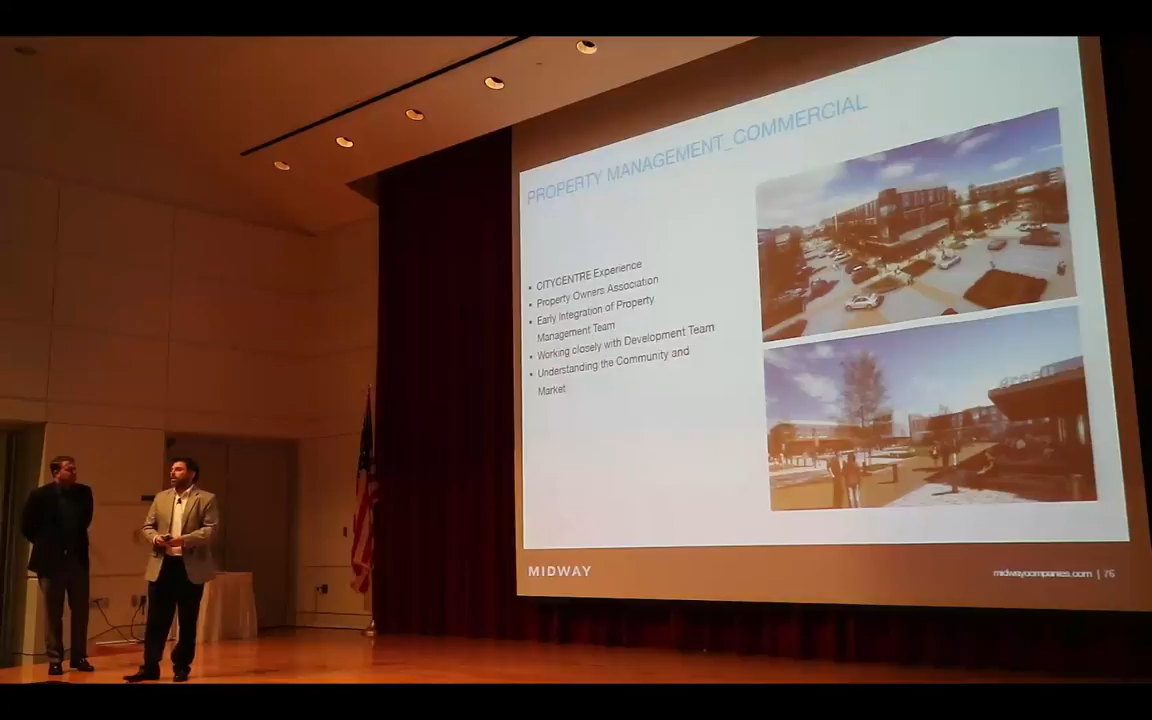 PROPERTY MANAGEMENT_COMMERCIAL
• CITYCENTRE Experience
• Property Owners Association
• Early Integration of Property
Management Team
• Working closely with Development Team
• Understanding the Community and
Market
MIDWAY
midwaycompanies.com | 76